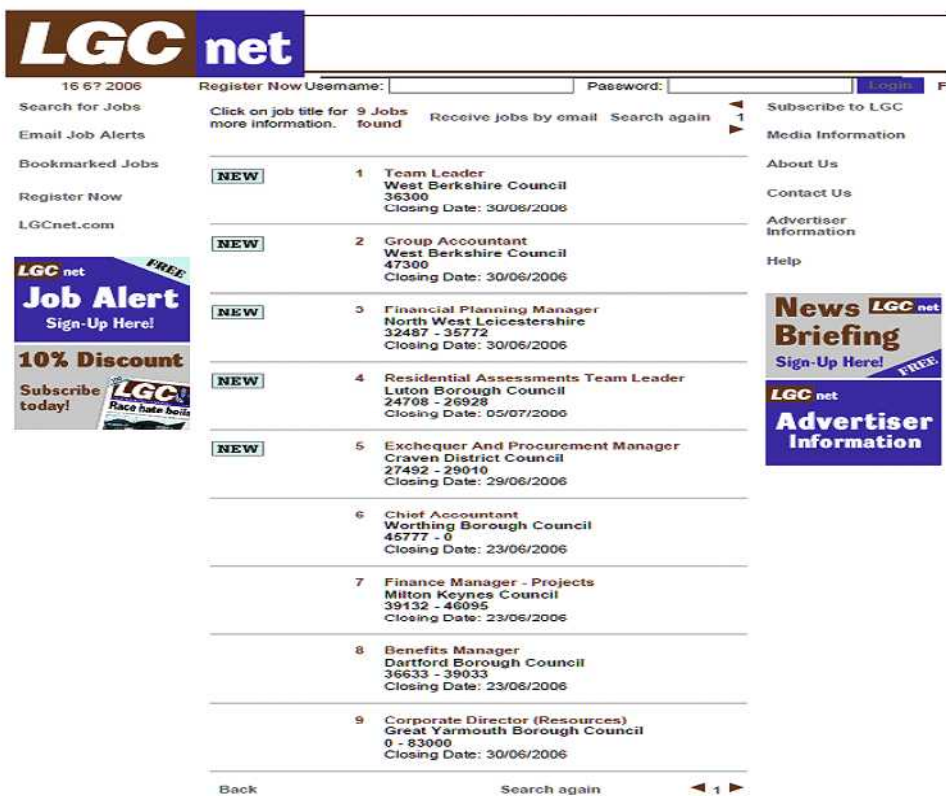 LGC net
16 6? 2006
Register Now Username:
Password:
Login
F
Search for Jobs
Email Job Alerts
Bookmarked Jobs
Register Now
LGCnet.com
LGC net
FREE
Job Alert
Sign-Up Here!
10% Discount
Subscribe
today!
LGC
Race hate boils
Click on job title for
more information.
9 Jobs
found
Receive jobs by email
Search again
1
NEW
1 Team Leader
West Berkshire Council
36300
Closing Date: 30/06/2006
NEW
2 Group Accountant
West Berkshire Council
47300
Closing Date: 30/06/2006
NEW
3 Financial Planning Manager
North West Leicestershire
32487 - 35772
Closing Date: 30/06/2006
NEW
4 Residential Assessments Team Leader
Luton Borough Council
24708 - 26928
Closing Date: 05/07/2006
NEW
5 Exchequer And Procurement Manager
Craven District Council
27492 - 29010
Closing Date: 29/06/2006
6 Chief Accountant
Worthing Borough Council
45777 - 0
Closing Date: 23/06/2006
7 Finance Manager - Projects
Milton Keynes Council
39132 - 46095
Closing Date: 23/06/2006
8 Benefits Manager
Dartford Borough Council
36633 - 39033
Closing Date: 23/06/2006
9 Corporate Director (Resources)
Great Yarmouth Borough Council
0 - 83000
Closing Date: 30/06/2006
Back
Search again
1
Subscribe to LGC
Media Information
About Us
Contact Us
Advertiser
Information
Help
News LGC net
Briefing
Sign-Up Here!
FREE
LGC net
Advertiser
Information